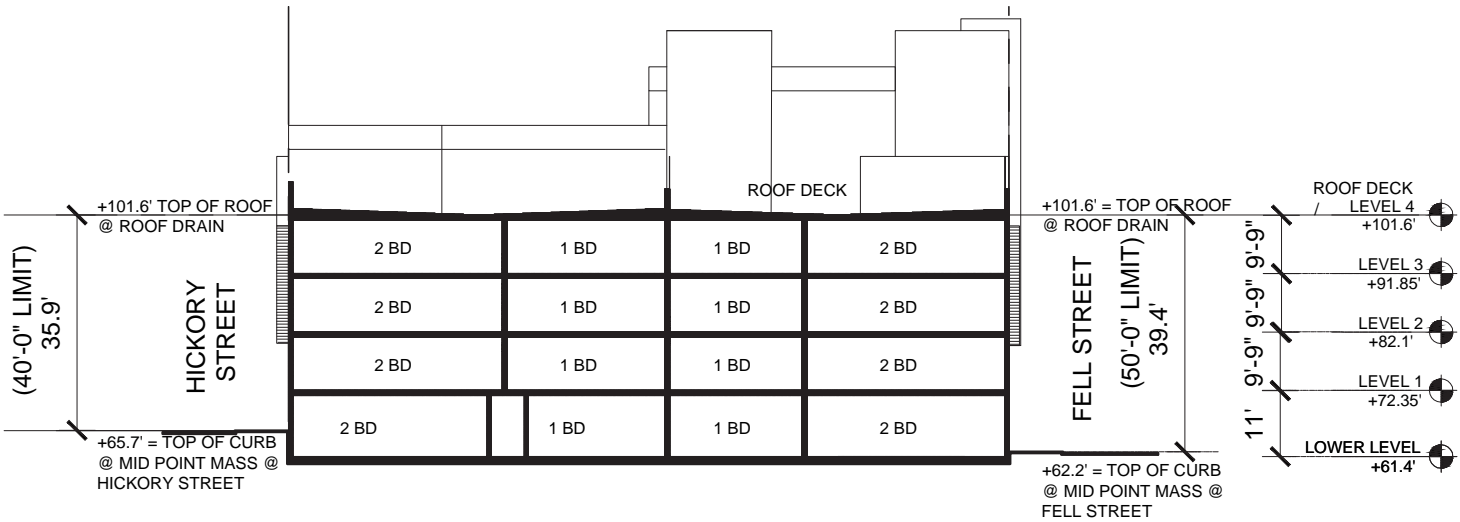 ROOF DECK
+101.6' TOP OF ROOF
@ ROOF DRAIN
(40'-0" LIMIT)
35.9'
HICKORY
STREET
+65.7' = TOP OF CURB
@ MID POINT MASS @
HICKORY STREET
2 BD 1 BD 1 BD 2 BD
2 BD 1 BD 1 BD 2 BD
2 BD 1 BD 1 BD 2 BD
2 BD 1 BD 1 BD 2 BD
+101.6' = TOP OF ROOF
@ ROOF DRAIN
FELL STREET
(50'-0" LIMIT)
39.4'
+62.2' = TOP OF CURB
@ MID POINT MASS @
FELL STREET
9'-9"
9'-9"
9'-9"
11'
ROOF DECK
LEVEL 4
+101.6'
LEVEL 3
+91.85'
LEVEL 2
+82.1'
LEVEL 1
+72.35'
LOWER LEVEL
+61.4'